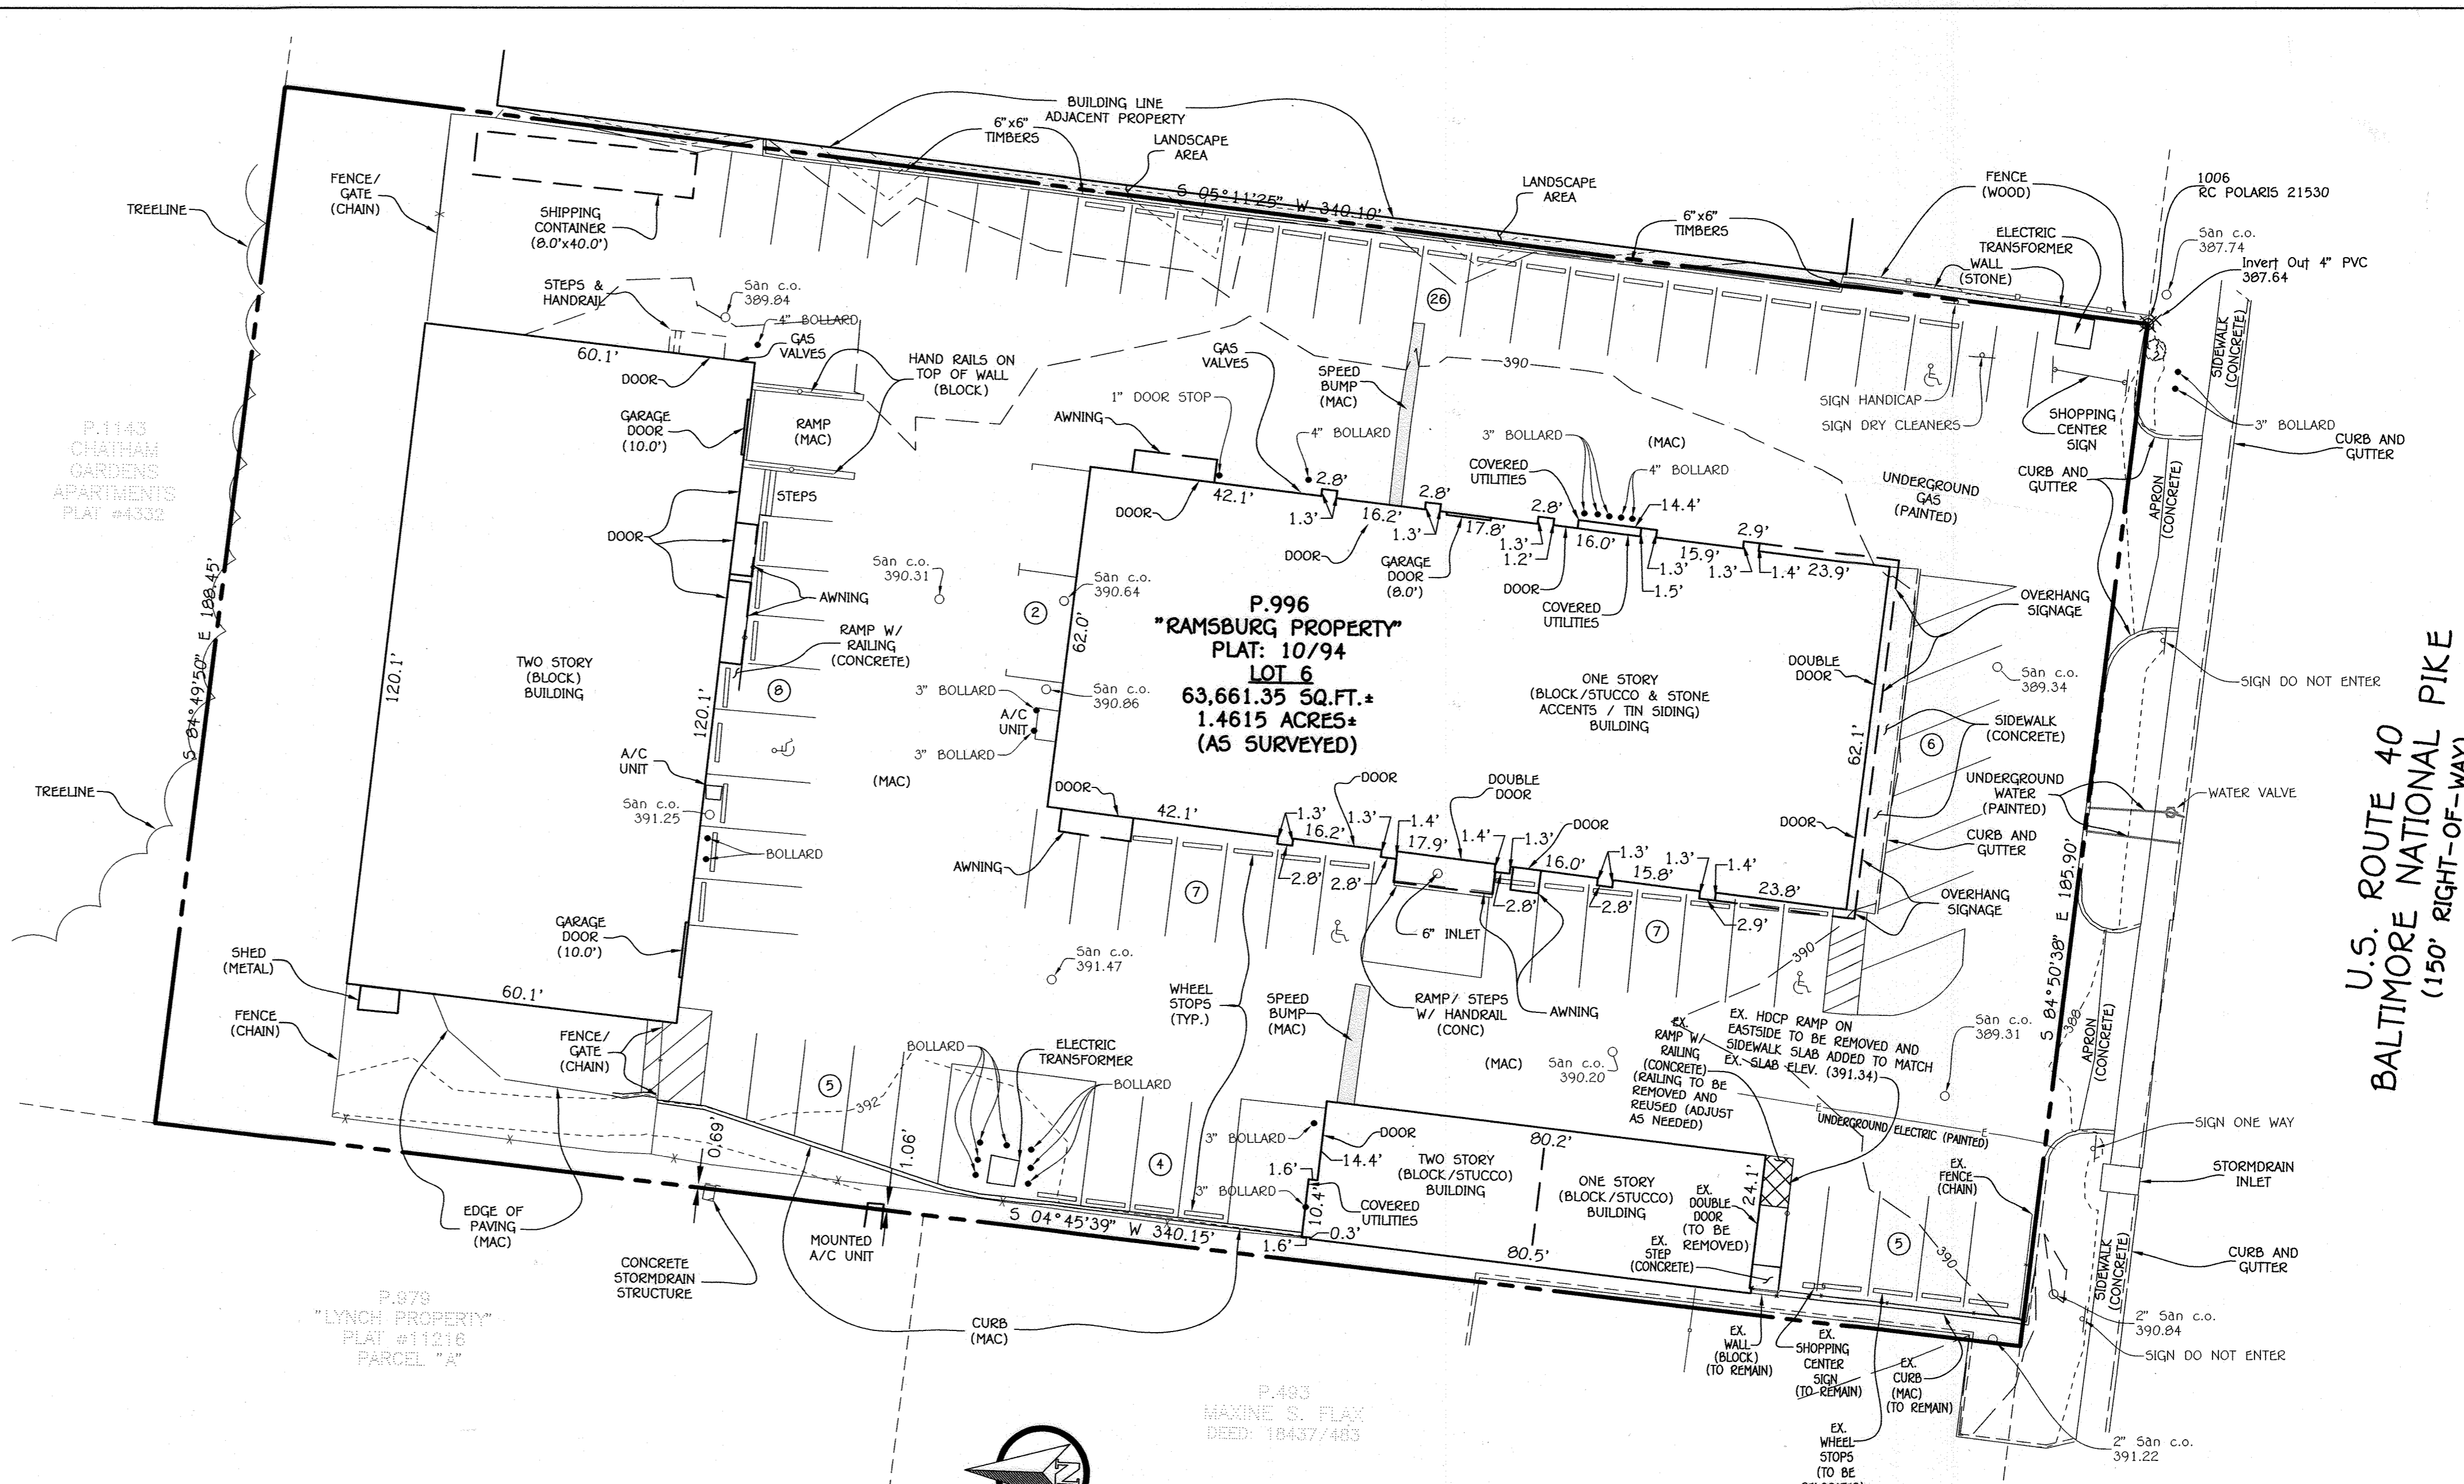 BUILDING LINE
ADJACENT PROPERTY
6"x6"
TIMBERS
LANDSCAPE
AREA
S 05°11'25" W 340.10'
LANDSCAPE
AREA
6"x6"
TIMBERS
FENCE
(WOOD)
1006
RC POLARIS 21530
ELECTRIC
TRANSFORMER
WALL
(STONE)
San c.o.
387.74
Invert Out 4" PVC
387.64
TREELINE
FENCE/
GATE
(CHAIN)
SHIPPING
CONTAINER
(8.0'x40.0')
STEPS &
HANDRAIL
San c.o.
389.84
4" BOLLARD
GAS
VALVES
60.1'
DOOR
HAND RAILS ON
TOP OF WALL
(BLOCK)
GARAGE
DOOR
(10.0')
RAMP
(MAC)
STEPS
DOOR
AWNING
RAMP W/
RAILING
(CONCRETE)
TWO STORY
(BLOCK)
BUILDING
120.1'
120.1'
8
A/C
UNIT
San c.o.
391.25
BOLLARD
GARAGE
DOOR
(10.0')
60.1'
SHED
(METAL)
FENCE
(CHAIN)
FENCE/
GATE
(CHAIN)
P.1143
CHATHAM
GARDENS
APARTMENTS
PLAT #4332
S 84°49'50" E 188.45'
TREELINE
26
GAS
VALVES
SPEED
BUMP
(MAC)
390
1" DOOR STOP
AWNING
4" BOLLARD
3" BOLLARD
(MAC)
COVERED
UTILITIES
4" BOLLARD
14.4'
SIGN HANDICAP
SIGN DRY CLEANERS
SHOPPING
CENTER
SIGN
3" BOLLARD
CURB AND
GUTTER
CURB AND
GUTTER
SIDEWALK
(CONCRETE)
APRON
(CONCRETE)
UNDERGROUND
GAS
(PAINTED)
DOOR
42.1'
2.8'
1.3'
16.2'
DOOR
2.8'
1.3'
17.8'
GARAGE
DOOR
(8.0')
2.8'
1.3'
1.2'
DOOR
16.0'
COVERED
UTILITIES
1.3'
1.5'
15.9'
2.9'
1.3'
1.4'
23.9'
San c.o.
390.31
San c.o.
390.64
2
62.0'
P.996
"RAMSBURG PROPERTY"
PLAT: 10/94
LOT 6
63,661.35 SQ.FT.±
1.4615 ACRES±
(AS SURVEYED)
ONE STORY
(BLOCK/STUCCO & STONE
ACCENTS / TIN SIDING)
BUILDING
3" BOLLARD
San c.o.
390.86
A/C
UNIT
3" BOLLARD
(MAC)
DOUBLE
DOOR
62.1'
DOOR
OVERHANG
SIGNAGE
San c.o.
389.34
SIGN DO NOT ENTER
SIDEWALK
(CONCRETE)
6
UNDERGROUND
WATER
(PAINTED)
WATER VALVE
CURB AND
GUTTER
OVERHANG
SIGNAGE
S 84°50'38" E 185.90'
U.S. ROUTE 40
BALTIMORE NATIONAL PIKE
(150' RIGHT-OF-WAY)
DOOR
42.1'
AWNING
7
1.3'
16.2'
DOOR
2.8'
1.3'
2.8'
1.4'
17.9'
DOUBLE
DOOR
1.4'
1.3'
2.8'
DOOR
16.0'
1.3'
2.8'
15.8'
1.3'
1.4'
2.9'
23.8'
6" INLET
7
390
San c.o.
391.47
WHEEL
STOPS
(TYP.)
SPEED
BUMP
(MAC)
RAMP/ STEPS
W/ HANDRAIL
(CONC)
AWNING
(MAC)
San c.o.
390.20
EX.
RAMP W/
RAILING
(CONCRETE)
(RAILING TO BE
REMOVED AND
REUSED (ADJUST
AS NEEDED)
EX. HDCP RAMP ON
EASTSIDE TO BE REMOVED AND
SIDEWALK SLAB ADDED TO MATCH
EX. SLAB ELEV. (391.34)
San c.o.
389.31
388
APRON
(CONCRETE)
E
UNDERGROUND ELECTRIC (PAINTED)
E
SIGN ONE WAY
STORMDRAIN
INLET
BOLLARD
ELECTRIC
TRANSFORMER
BOLLARD
5
392
0.69'
1.06'
4
3" BOLLARD
DOOR
14.4'
1.6'
3" BOLLARD
10.4'
COVERED
UTILITIES
0.3'
1.6'
TWO STORY
(BLOCK/STUCCO)
BUILDING
80.2'
ONE STORY
(BLOCK/STUCCO)
BUILDING
80.5'
24.1'
EX.
DOUBLE
DOOR
(TO BE
REMOVED)
EX.
STEP
(CONCRETE)
EX.
FENCE
(CHAIN)
5
390
SIDEWALK
(CONCRETE)
CURB AND
GUTTER
2" San c.o.
390.84
SIGN DO NOT ENTER
2" San c.o.
391.22
EDGE OF
PAVING
(MAC)
CONCRETE
STORMDRAIN
STRUCTURE
MOUNTED
A/C UNIT
S 04°45'39" W 340.15'
CURB
(MAC)
P.979
"LYNCH PROPERTY"
PLAT #11216
PARCEL "A"
P.493
MAXINE S. FLAX
DEED: 18437/483
EX.
WALL
(BLOCK)
(TO REMAIN)
EX.
SHOPPING
CENTER
SIGN
(TO REMAIN)
EX.
CURB
(MAC)
(TO REMAIN)
EX.
WHEEL
STOPS
(TO BE
N